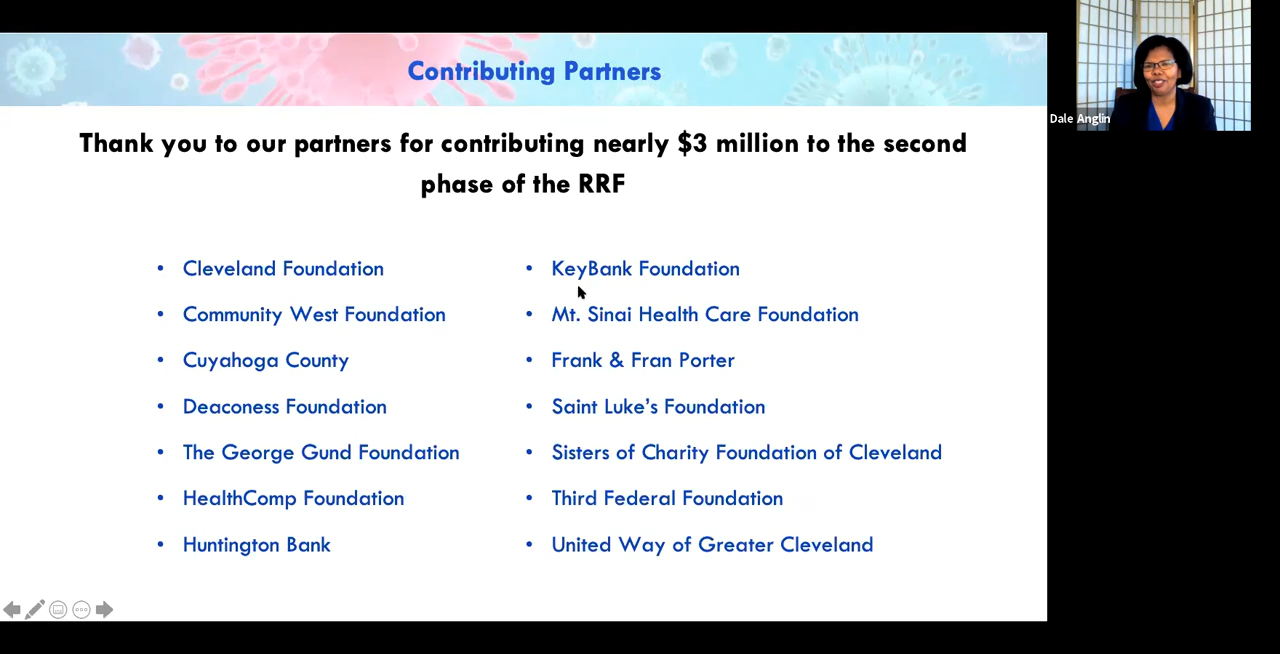 Contributing Partners
Dale Anglin
Thank you to our partners for contributing nearly $3 million to the second
phase of the RRF
• Cleveland Foundation
• Community West Foundation
• Cuyahoga County
• Deaconess Foundation
• The George Gund Foundation
• HealthComp Foundation
• Huntington Bank
• KeyBank Foundation
• Mt. Sinai Health Care Foundation
• Frank & Fran Porter
• Saint Luke’s Foundation
• Sisters of Charity Foundation of Cleveland
• Third Federal Foundation
• United Way of Greater Cleveland